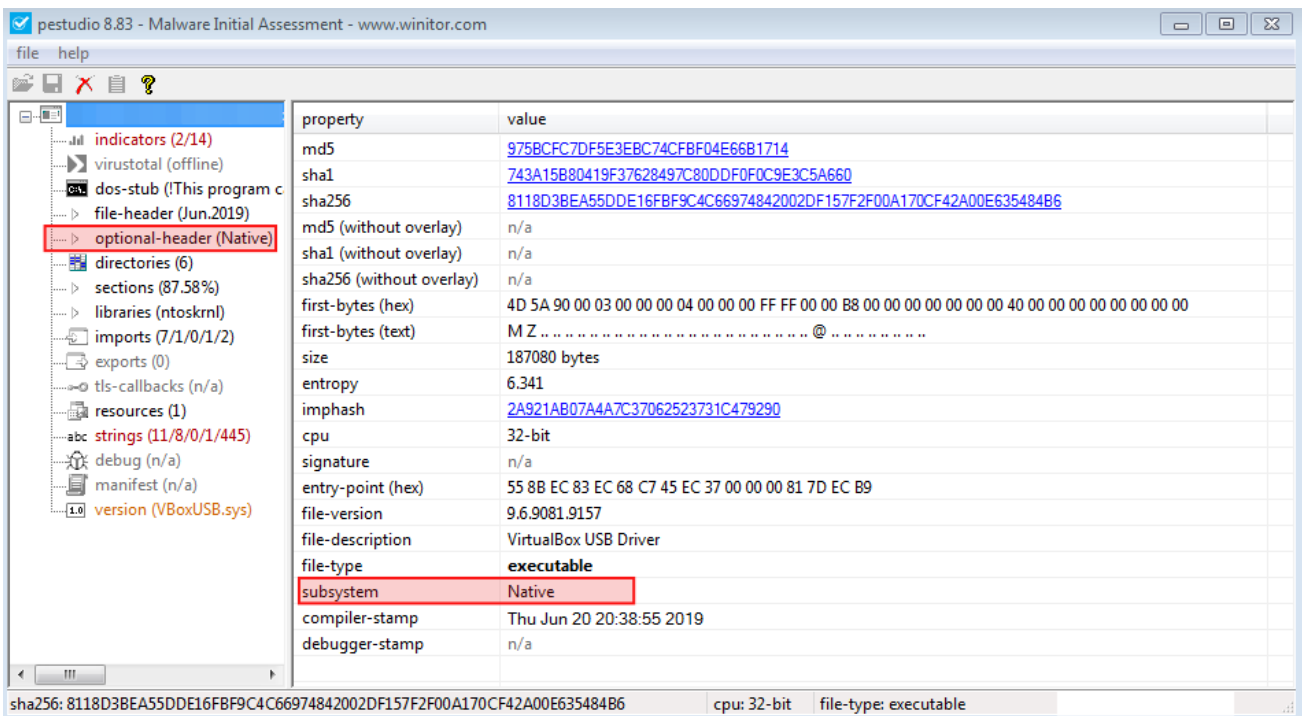 pestudio 8.83 - Malware Initial Assessment - www.winitor.com
file help
indicators (2/14)
virustotal (offline)
dos-stub (!This program c
file-header (Jun.2019)
optional-header (Native)
directories (6)
sections (87.58%)
libraries (ntoskrnl)
imports (7/1/0/1/2)
exports (0)
tls-callbacks (n/a)
resources (1)
abc strings (11/8/0/1/445)
debug (n/a)
manifest (n/a)
1.0 version (VBoxUSB.sys)
property value
md5 975BCFC7DF5E3EBC74CFBF04E66B1714
sha1 743A15B80419F37628497C80DDF0F0C9E3C5A660
sha256 8118D3BEA55DDE16FBF9C4C66974842002DF157F2F00A170CF42A00E635484B6
md5 (without overlay) n/a
sha1 (without overlay) n/a
sha256 (without overlay) n/a
first-bytes (hex) 4D 5A 90 00 03 00 00 00 04 00 00 00 FF FF 00 00 B8 00 00 00 00 00 00 00 40 00 00 00 00 00 00 00
first-bytes (text) M Z .. .. .. .. .. .. .. .. .. .. .. .. .. .. .. .. .. .. .. .. .. .. @ .. .. .. .. .. .. ..
size 187080 bytes
entropy 6.341
imphash 2A921AB07A4A7C37062523731C479290
cpu 32-bit
signature n/a
entry-point (hex) 55 8B EC 83 EC 68 C7 45 EC 37 00 00 00 81 7D EC B9
file-version 9.6.9081.9157
file-description VirtualBox USB Driver
file-type executable
subsystem Native
compiler-stamp Thu Jun 20 20:38:55 2019
debugger-stamp n/a
sha256: 8118D3BEA55DDE16FBF9C4C66974842002DF157F2F00A170CF42A00E635484B6 cpu: 32-bit file-type: executable